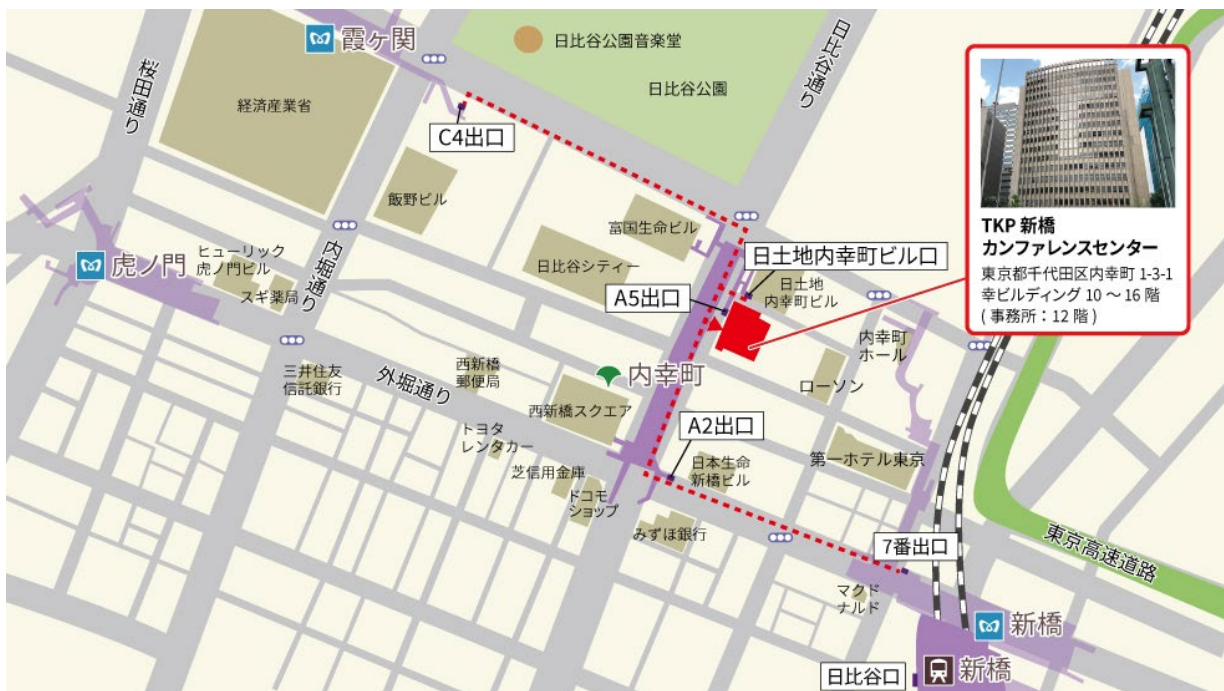 霞ケ関
日比谷公園音楽堂
日比谷公園
日比谷通り
桜田通り
経済産業省
C4出口
飯野ビル
内堀通り
富国生命ビル
日比谷シティー
虎ノ門
ヒューリック
虎ノ門ビル
スギ薬局
日土地内幸町ビル口
A5出口
日土地
内幸町ビル
内幸町
ホール
TKP 新橋
カンファレンスセンター
東京都千代田区内幸町 1-3-1
幸ビルディング 10 〜 16 階
( 事務所：12 階 )
三井住友
信託銀行
外堀通り
西新橋
郵便局
内幸町
ローソン
西新橋スクエア
トヨタ
レンタカー
A2出口
芝信用金庫
ドコモ
ショップ
日本生命
新橋ビル
第一ホテル東京
みずほ銀行
7番出口
東京高速道路
マクド
ナルド
新橋
日比谷口
新橋